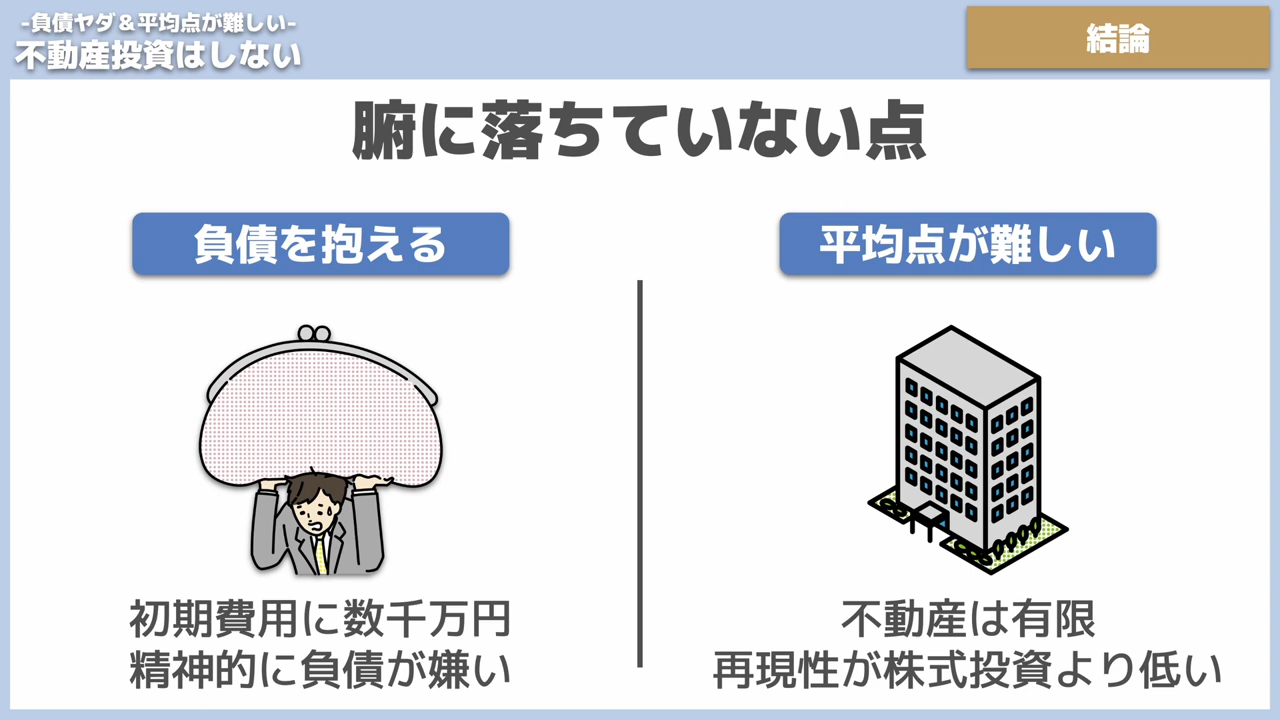 -負債ヤダ＆平均点が難しい-
不動産投資はしない
結論
腑に落ちていない点
負債を抱える
平均点が難しい
初期費用に数千万円
精神的に負債が嫌い
不動産は有限
再現性が株式投資より低い